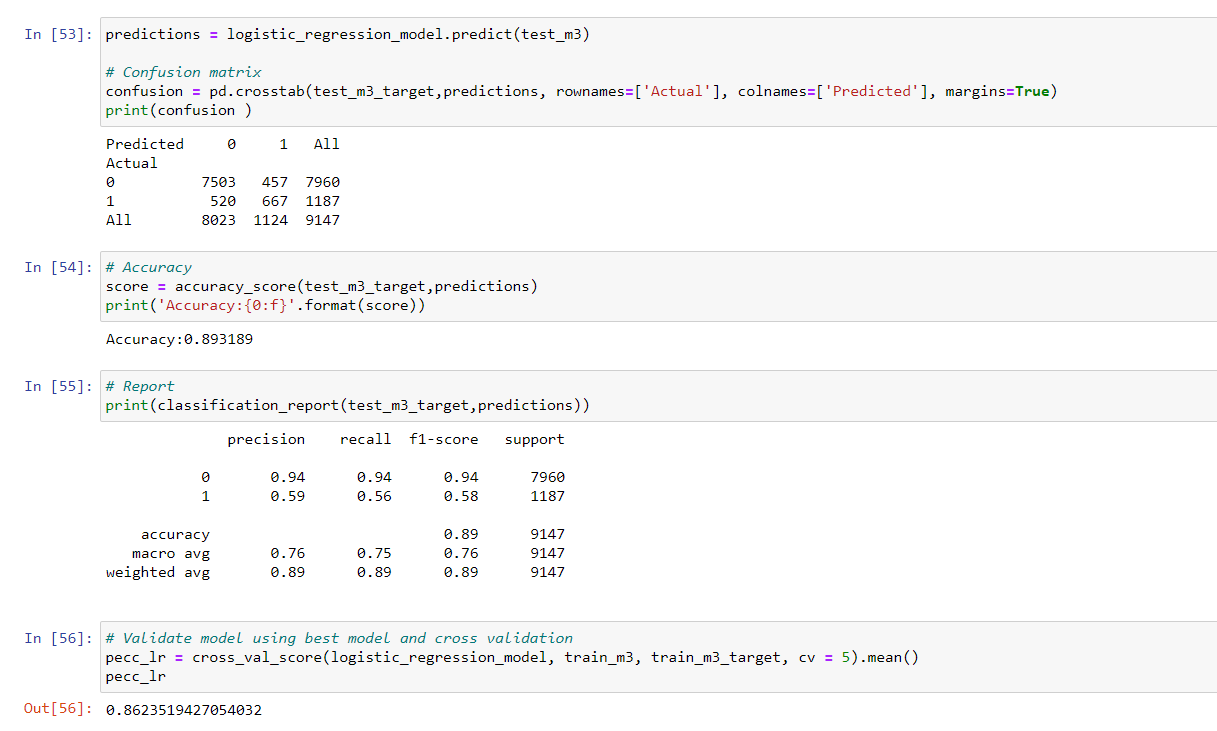 In [53]: predictions = logistic_regression_model.predict(test_m3)
# Confusion matrix
confusion = pd.crosstab(test_m3_target,predictions, rownames=['Actual'], colnames=['Predicted'], margins=True)
print(confusion )
Predicted 0 1 All
Actual
0 7503 457 7960
1 520 667 1187
All 8023 1124 9147
In [54]: # Accuracy
score = accuracy_score(test_m3_target,predictions)
print('Accuracy:{0:f}'.format(score))
Accuracy:0.893189
In [55]: # Report
print(classification_report(test_m3_target,predictions))
precision recall f1-score support
0 0.94 0.94 0.94 7960
1 0.59 0.56 0.58 1187
accuracy 0.89 9147
macro avg 0.76 0.75 0.76 9147
weighted avg 0.89 0.89 0.89 9147
In [56]: # Validate model using best model and cross validation
pecc_lr = cross_val_score(logistic_regression_model, train_m3, train_m3_target, cv = 5).mean()
pecc_lr
Out[56]: 0.8623519427054032